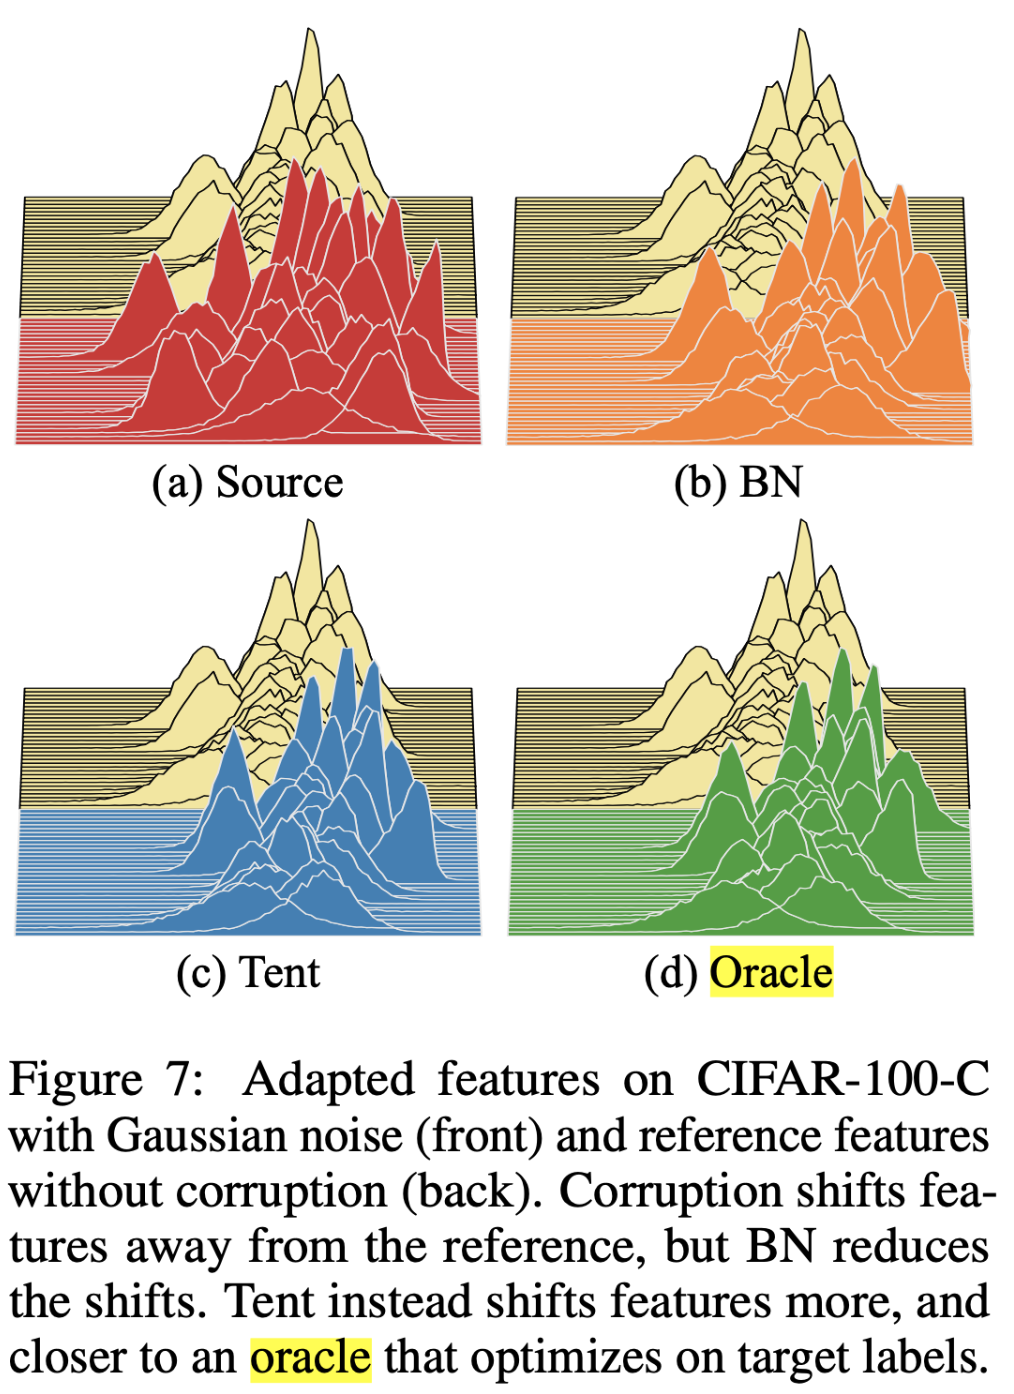 (a) Source
(b) BN
(c) Tent
(d) Oracle
Figure 7: Adapted features on CIFAR-100-C
with Gaussian noise (front) and reference features
without corruption (back). Corruption shifts fea-
tures away from the reference, but BN reduces
the shifts. Tent instead shifts features more, and
closer to an oracle that optimizes on target labels.